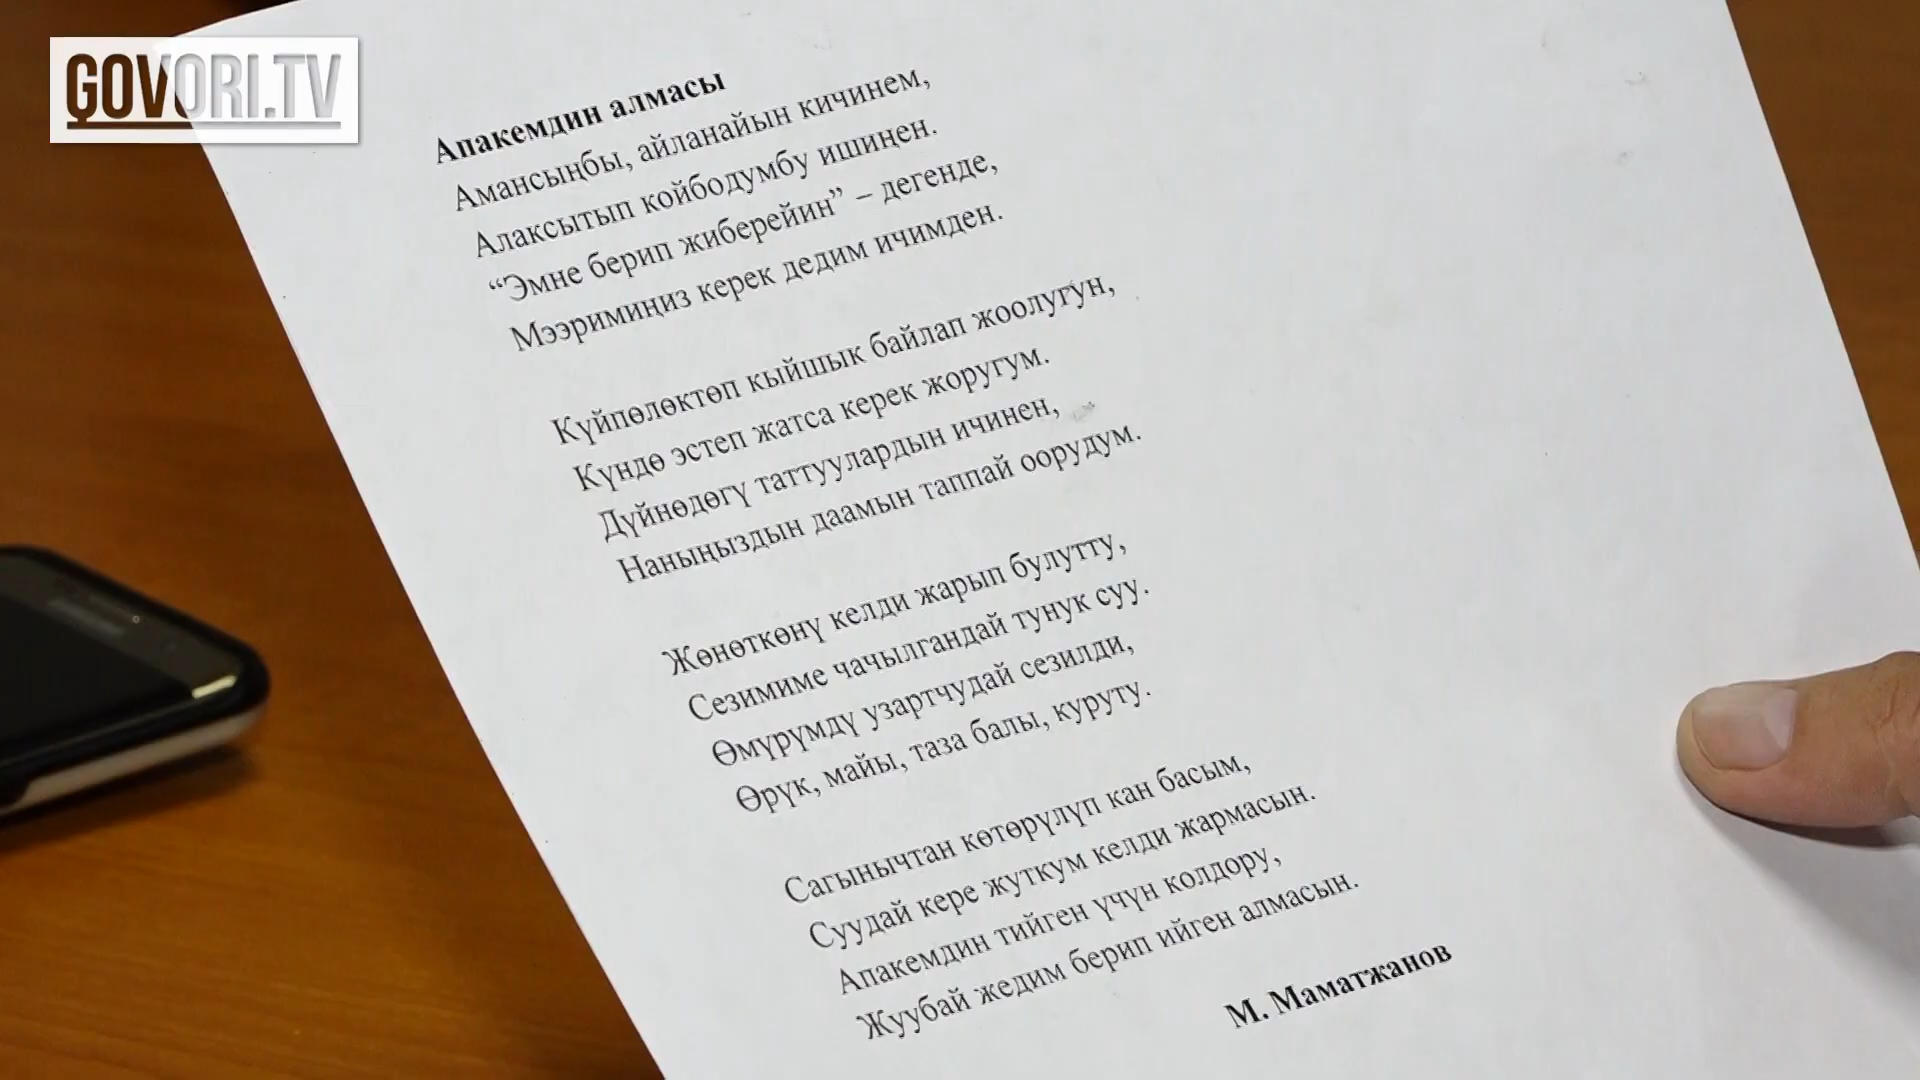 GOVORI.TV
Апакемдин алмасы
Амансыңбы, айланайын кичинем,
Алаксытып койбодумбу ишиңен.
“Эмне берип жиберейин” – дегенде,
Мээримиңиз керек дедим ичимден.
Күйпөлөктөп кыйшык байлап жоолугун,
Күндө эстеп жатса керек жоругум.
Дүйнөдөгү таттуулардын ичинен,
Наныңыздын даамын таппай оорудум.
Жөнөткөнү келди жарып булутту,
Сезимиме чачылгандай тунук суу.
Өмүрүмдү узартчудай сезилди,
Өрүк, майы, таза балы, куруту.
Сагынычтан көтөрүлүп кан басым,
Суудай кере жуткум келди жармасын.
Апакемдин тийген үчүн колдору,
Жуубай жедим берип ийген алмасын.
М. Маматжанов